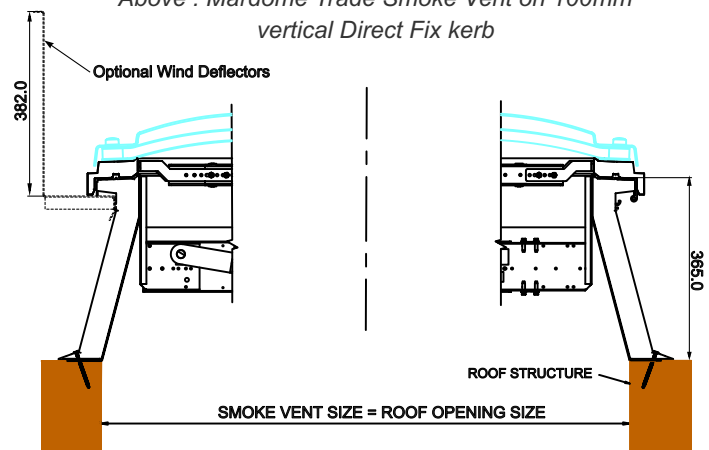 Above : Mardome Trade Smoke Vent on 100mm
vertical Direct Fix kerb
Optional Wind Deflectors
382.0
365.0
ROOF STRUCTURE
SMOKE VENT SIZE = ROOF OPENING SIZE